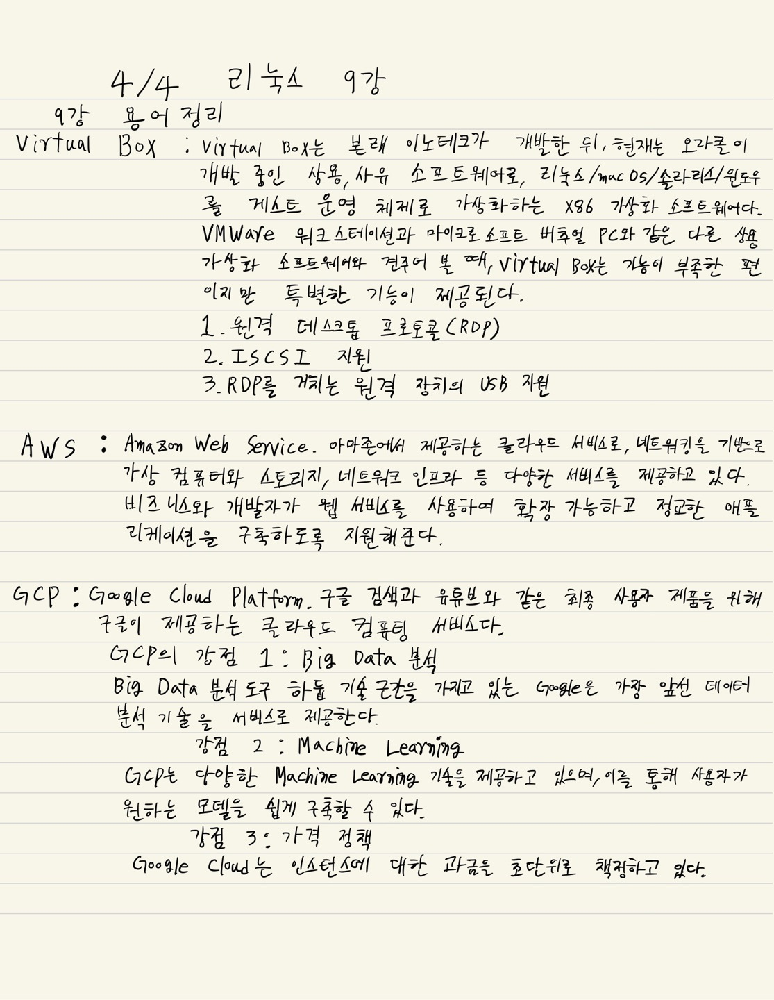 4/4 리눅스 9강
9강 용어정리
Virtual Box : Virtual Box는 본래 이노테크가 개발한 뒤, 현재는 오라클이
개발 중인 상용, 사유 소프트웨어로, 리눅스/macOS/솔라리스/윈도우
를 게스트 운영 체제로 가상화하는 X86 가상화 소프트웨어다.
VMWare 워크스테이션과 마이크로소프트 버추얼 PC와 같은 다른 상용
가상화 소프트웨어와 견주어 볼 때, Virtual Box는 기능이 부족한 편
이지만 특별한 기능이 제공된다.
1. 원격 데스크톱 프로토콜(RDP)
2. ISCSI 지원
3. RDP를 거치는 원격 장치의 USB 지원
AWS : Amazon Web Service. 아마존에서 제공하는 클라우드 서비스로, 네트워킹을 기반으로
가상 컴퓨터와 스토리지, 네트워크 인프라 등 다양한 서비스를 제공하고 있다.
비즈니스와 개발자가 웹 서비스를 사용하여 확장 가능하고 정교한 애플
리케이션을 구축하도록 지원해준다.
GCP : Google Cloud Platform. 구글 검색과 유튜브와 같은 최종 사용자 제품을 위해
구글이 제공하는 클라우드 컴퓨팅 서비스다.
GCP의 강점 1 : Big Data 분석
Big Data 분석 도구 하둡 기술 근간을 가지고 있는 Google은 가장 앞선 데이터
분석 기술을 서비스로 제공한다.
강점 2 : Machine Learning
GCP는 다양한 Machine Learning 기술을 제공하고 있으며, 이를 통해 사용자가
원하는 모델을 쉽게 구축할 수 있다.
강점 3 : 가격 정책
Google Cloud는 인스턴스에 대한 과금을 초단위로 책정하고 있다.